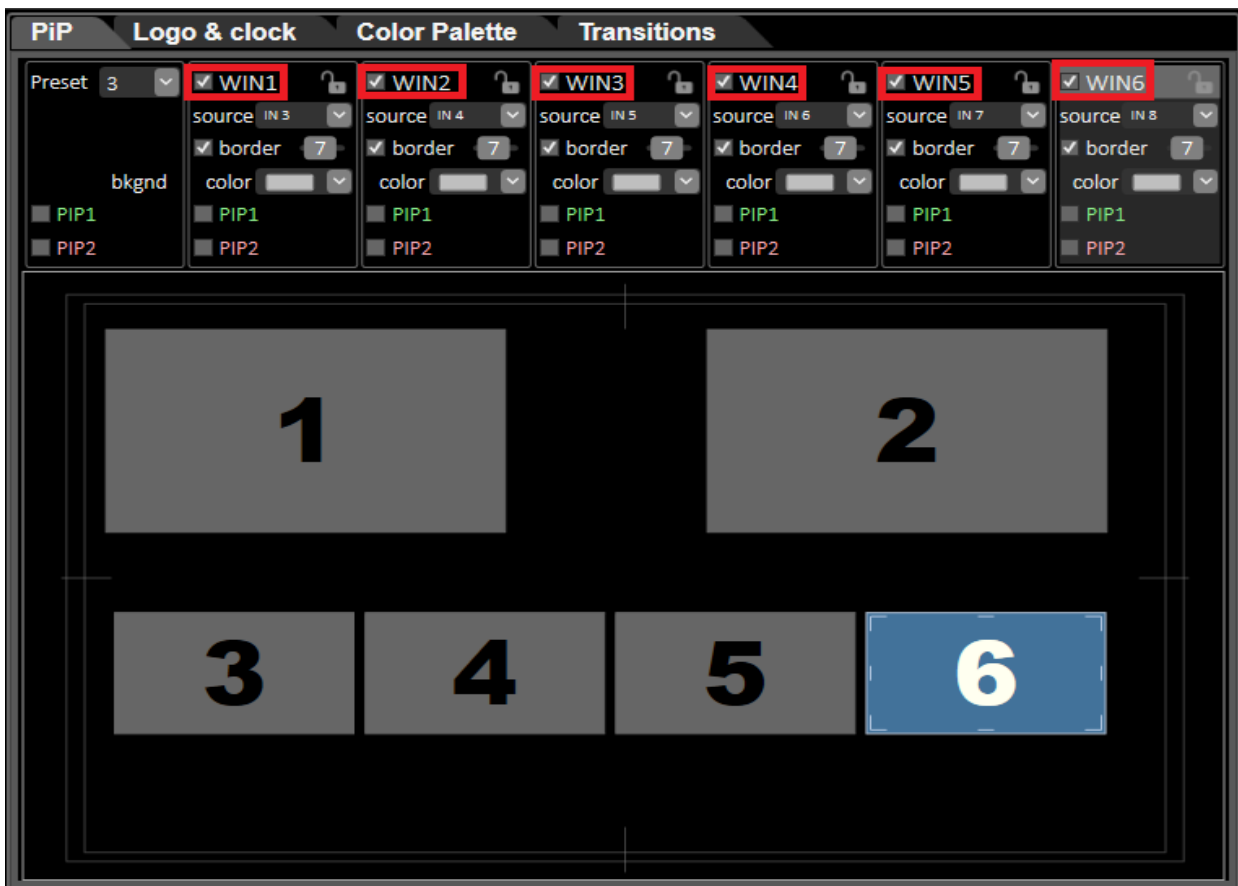 PiP Logo & clock Color Palette Transitions
Preset 3 WIN1 WIN2 WIN3 WIN4 WIN5 WIN6
source IN 3 source IN 4 source IN 5 source IN 6 source IN 7 source IN 8
border 7 border 7 border 7 border 7 border 7 border 7
bkgnd color color color color color color
PIP1 PIP1 PIP1 PIP1 PIP1 PIP1 PIP1
PIP2 PIP2 PIP2 PIP2 PIP2 PIP2 PIP2
1 2
3 4 5 6